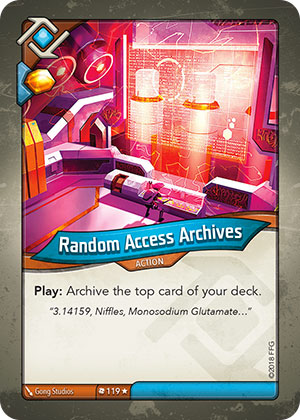 Random Access Archives
ACTION
Play: Archive the top card of your deck.
“3.14159, Niffles, Monosodium Glutamate…”
Gong Studios
119
©2018 FFG